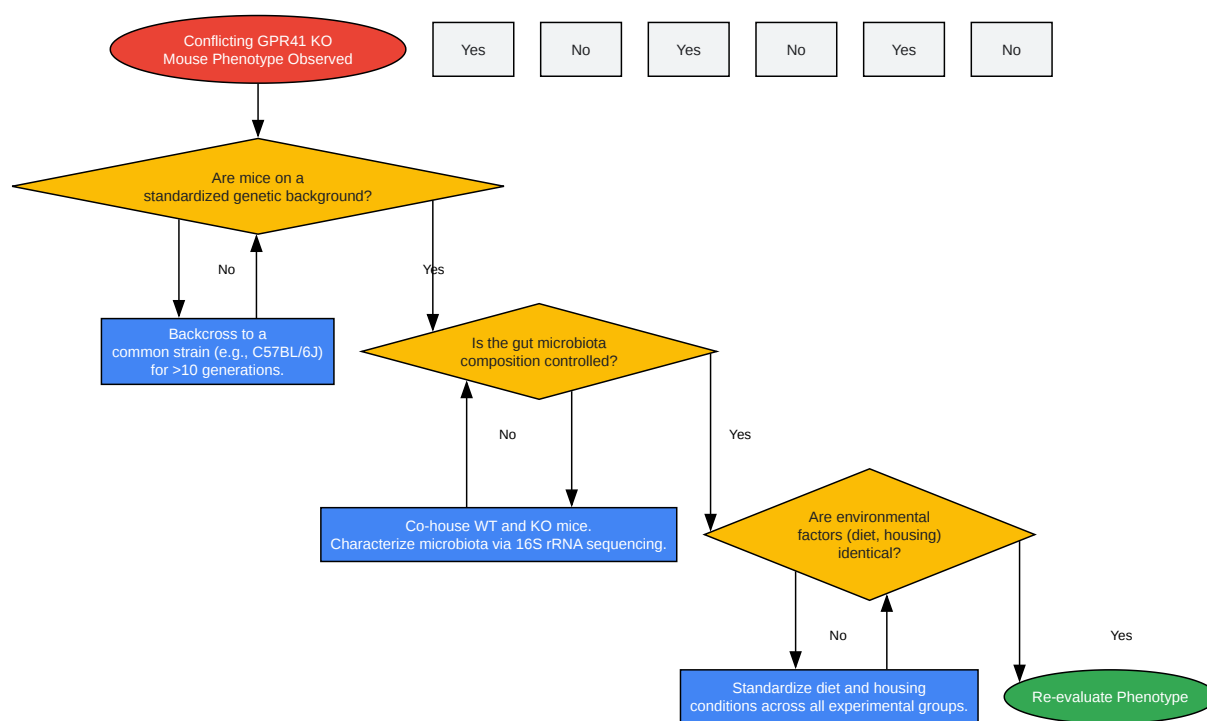 Conflicting GPR41 KO
Mouse Phenotype Observed
Yes
No
Yes
No
Yes
No
Are mice on a
standardized genetic background?
No
Yes
Backcross to a
common strain (e.g., C57BL/6J)
for >10 generations.
Is the gut microbiota
composition controlled?
No
Yes
Co-house WT and KO mice.
Characterize microbiota via 16S rRNA sequencing.
Are environmental
factors (diet, housing)
identical?
No
Yes
Standardize diet and housing
conditions across all experimental groups.
Re-evaluate Phenotype